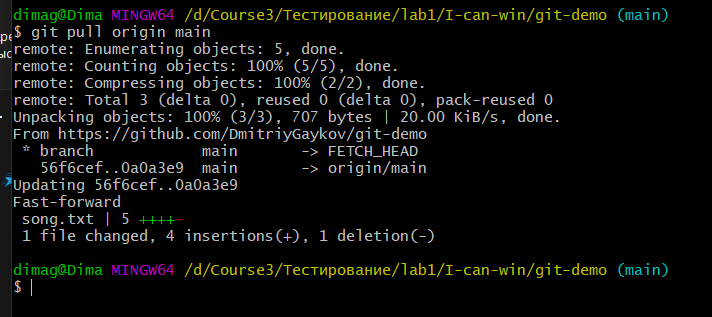 ре
ыс
dimag@Dima MINGW64 /d/Course3/Тестирование/lab1/I-can-win/git-demo (main)
$ git pull origin main
remote: Enumerating objects: 5, done.
remote: Counting objects: 100% (5/5), done.
remote: Compressing objects: 100% (2/2), done.
remote: Total 3 (delta 0), reused 0 (delta 0), pack-reused 0
Unpacking objects: 100% (3/3), 707 bytes | 20.00 KiB/s, done.
From https://github.com/DmitriyGaykov/git-demo
 * branch            main       -> FETCH_HEAD
   56f6cef..0a0a3e9  main       -> origin/main
Updating 56f6cef..0a0a3e9
Fast-forward
 song.txt | 5 ++++-
 1 file changed, 4 insertions(+), 1 deletion(-)
dimag@Dima MINGW64 /d/Course3/Тестирование/lab1/I-can-win/git-demo (main)
$